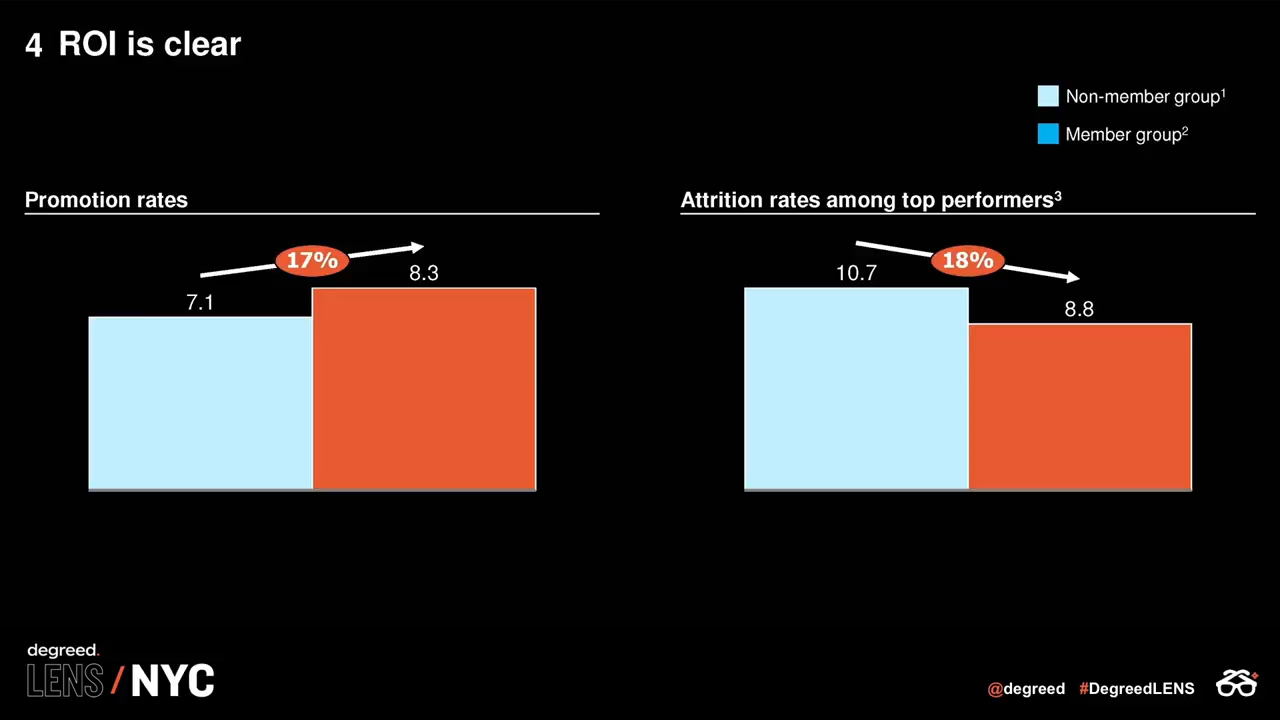 4 ROI is clear
Non-member group¹
Member group²
Promotion rates
17%
7.1
8.3
Attrition rates among top performers³
18%
10.7
8.8
degreed.
LENS / NYC
@degreed #DegreedLENS